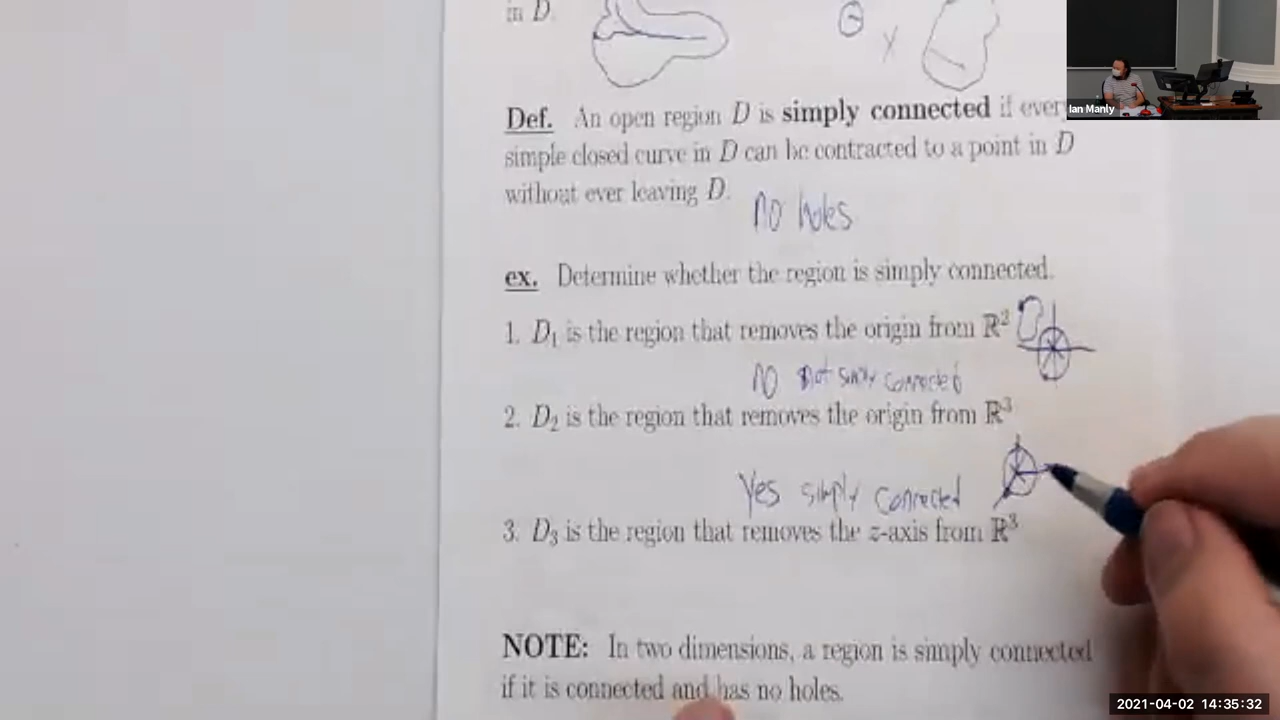 in D.
Def. An open region D is simply connected if every
simple closed curve in D can be contracted to a point in D
without ever leaving D.
no holes
ex. Determine whether the region is simply connected.
1. D₁ is the region that removes the origin from ℝ²
NO not simply connected
2. D₂ is the region that removes the origin from ℝ³
Yes simply connected
3. D₃ is the region that removes the z-axis from ℝ³
NOTE: In two dimensions, a region is simply connected
if it is connected and has no holes.
Ian Manly
2021-04-02 14:35:32